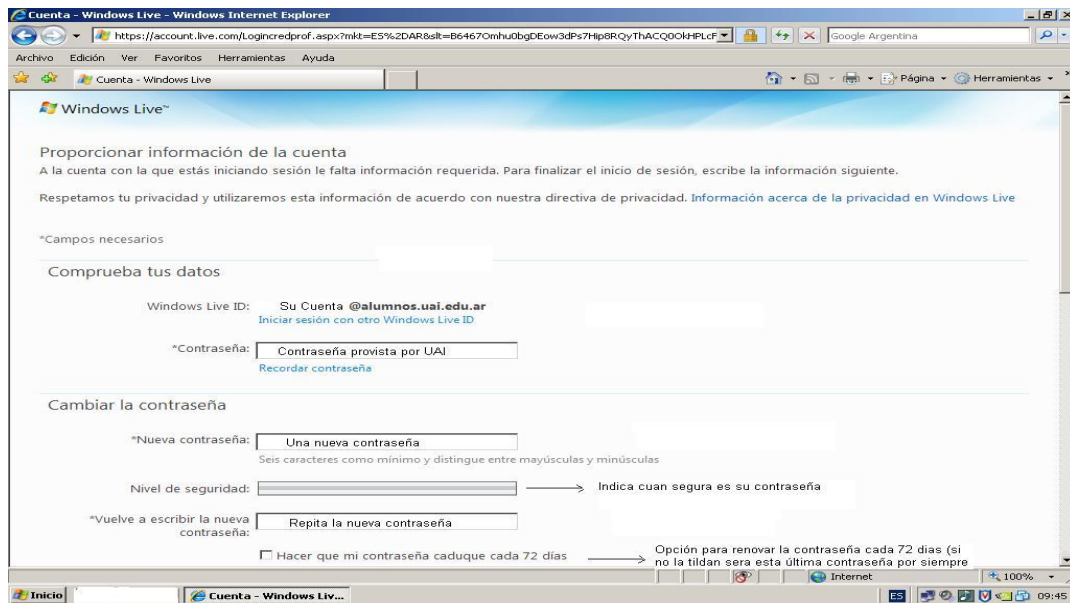 Cuenta - Windows Live - Windows Internet Explorer
https://account.live.com/Logincredprof.aspx?mkt=ES%2DAR&slt=B6467Omhu0bgDEow3dPs7Hip8RQyThACQ0OkHPLcF
Google Argentina
Archivo Edición Ver Favoritos Herramientas Ayuda
Cuenta - Windows Live
Página Herramientas
Windows Live™
Proporcionar información de la cuenta
A la cuenta con la que estás iniciando sesión le falta información requerida. Para finalizar el inicio de sesión, escribe la información siguiente.
Respetamos tu privacidad y utilizaremos esta información de acuerdo con nuestra directiva de privacidad. Información acerca de la privacidad en Windows Live
*Campos necesarios
Comprueba tus datos
Windows Live ID: Su Cuenta @alumnos.uai.edu.ar
Iniciar sesión con otro Windows Live ID
*Contraseña: Contraseña provista por UAI
Recordar contraseña
Cambiar la contraseña
*Nueva contraseña: Una nueva contraseña
Seis caracteres como mínimo y distingue entre mayúsculas y minúsculas
Nivel de seguridad: Indica cuan segura es su contraseña
*Vuelve a escribir la nueva contraseña: Repita la nueva contraseña
Hacer que mi contraseña caduque cada 72 días
Opción para renovar la contraseña cada 72 dias (si
no la tildan sera esta última contraseña por siempre
Internet 100%
Inicio Cuenta - Windows Liv... ES 09:45